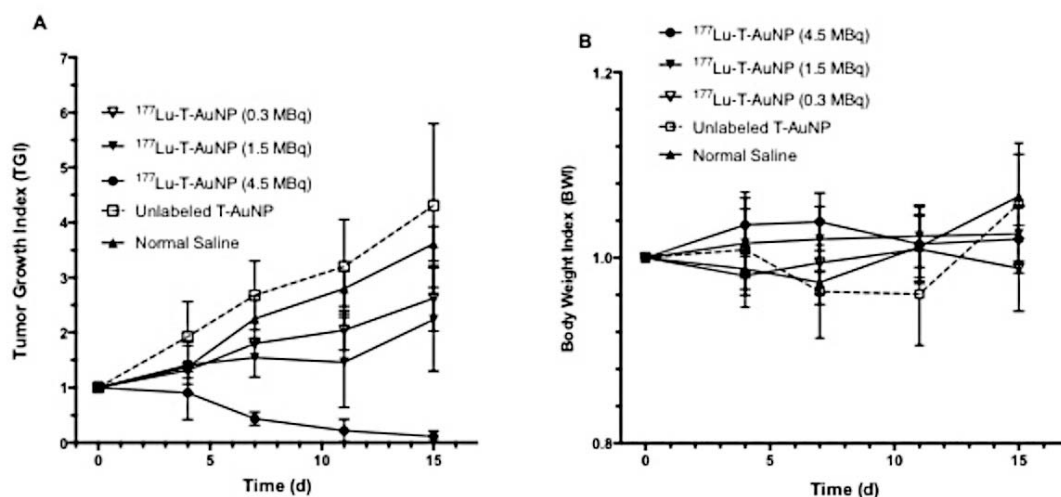 A
7
6
5
4
3
2
1
0
0
5
10
15
Tumor Growth Index (TGI)
Time (d)
¹⁷⁷Lu-T-AuNP (0.3 MBq)
¹⁷⁷Lu-T-AuNP (1.5 MBq)
¹⁷⁷Lu-T-AuNP (4.5 MBq)
Unlabeled T-AuNP
Normal Saline
B
¹⁷⁷Lu-T-AuNP (4.5 MBq)
¹⁷⁷Lu-T-AuNP (1.5 MBq)
¹⁷⁷Lu-T-AuNP (0.3 MBq)
Unlabeled T-AuNP
Normal Saline
1.2
1.0
0.8
0
5
10
15
Body Weight Index (BWI)
Time (d)